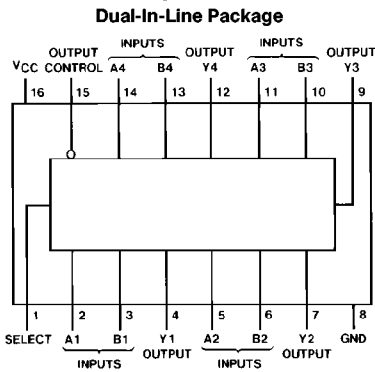 Dual-In-Line Package
INPUTS INPUTS
OUTPUT OUTPUT OUTPUT
VCC CONTROL A4 B4 Y4 A3 B3 Y3
16 15 14 13 12 11 10 9
1 2 3 4 5 6 7 8
SELECT A1 B1 Y1 A2 B2 Y2 GND
INPUTS OUTPUT INPUTS OUTPUT